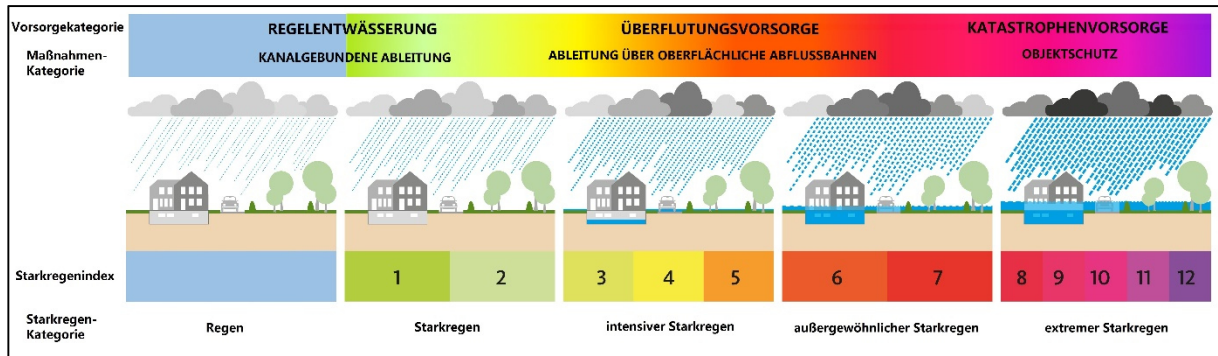 Vorsorgekategorie REGELENTWÄSSERUNG ÜBERFLUTUNGSVORSORGE KATASTROPHENVORSORGE
Maßnahmen-
Kategorie KANALGEBUNDENE ABLEITUNG ABLEITUNG ÜBER OBERFLÄCHLICHE ABFLUSSBAHNEN OBJEKTSCHUTZ
Starkregenindex 1 2 3 4 5 6 7 8 9 10 11 12
Starkregen-
Kategorie Regen Starkregen intensiver Starkregen außergewöhnlicher Starkregen extremer Starkregen